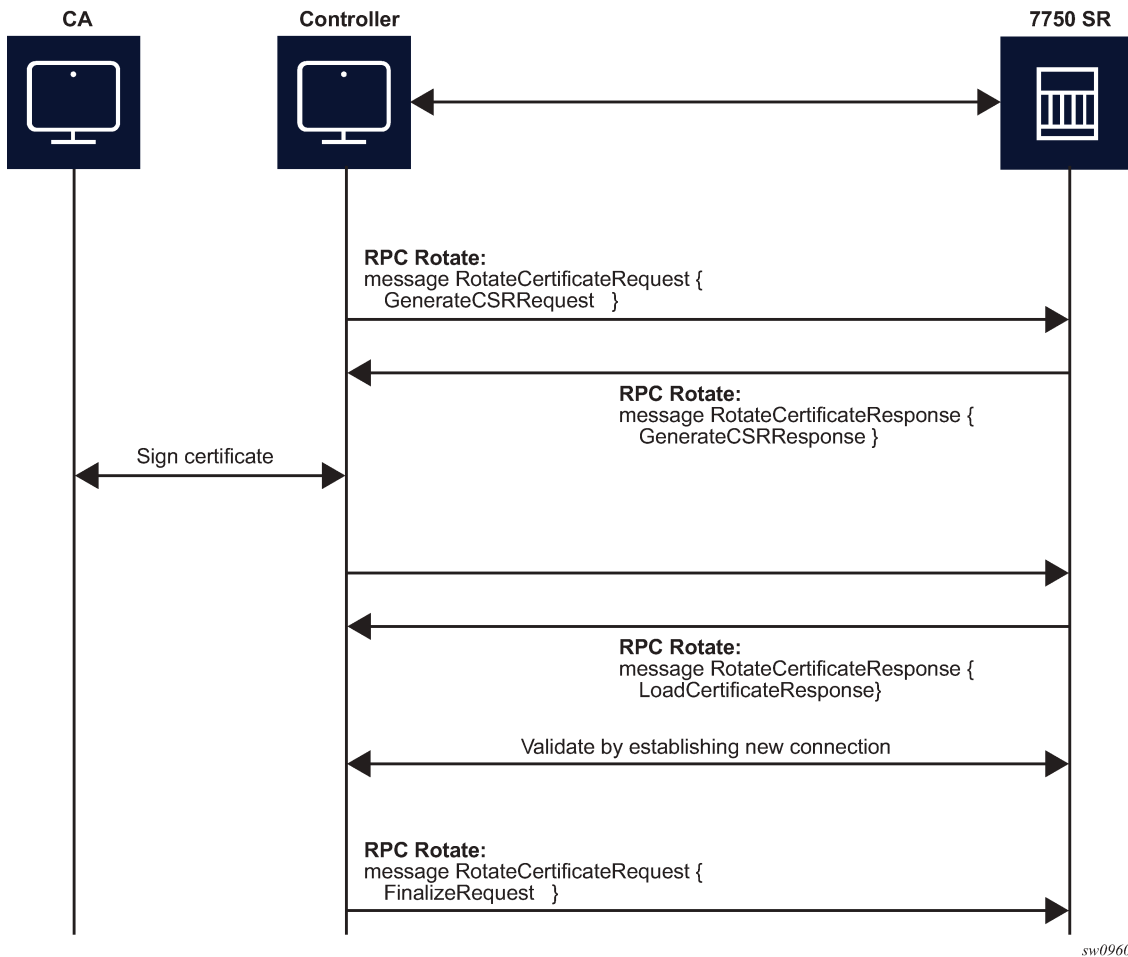 CA
Controller
7750 SR
RPC Rotate:
message RotateCertificateRequest {
GenerateCSRRequest   }
RPC Rotate:
message RotateCertificateResponse {
GenerateCSRResponse }
Sign certificate
RPC Rotate:
message RotateCertificateResponse {
LoadCertificateResponse}
Validate by establishing new connection
RPC Rotate:
message RotateCertificateRequest {
FinalizeRequest   }
sw0960